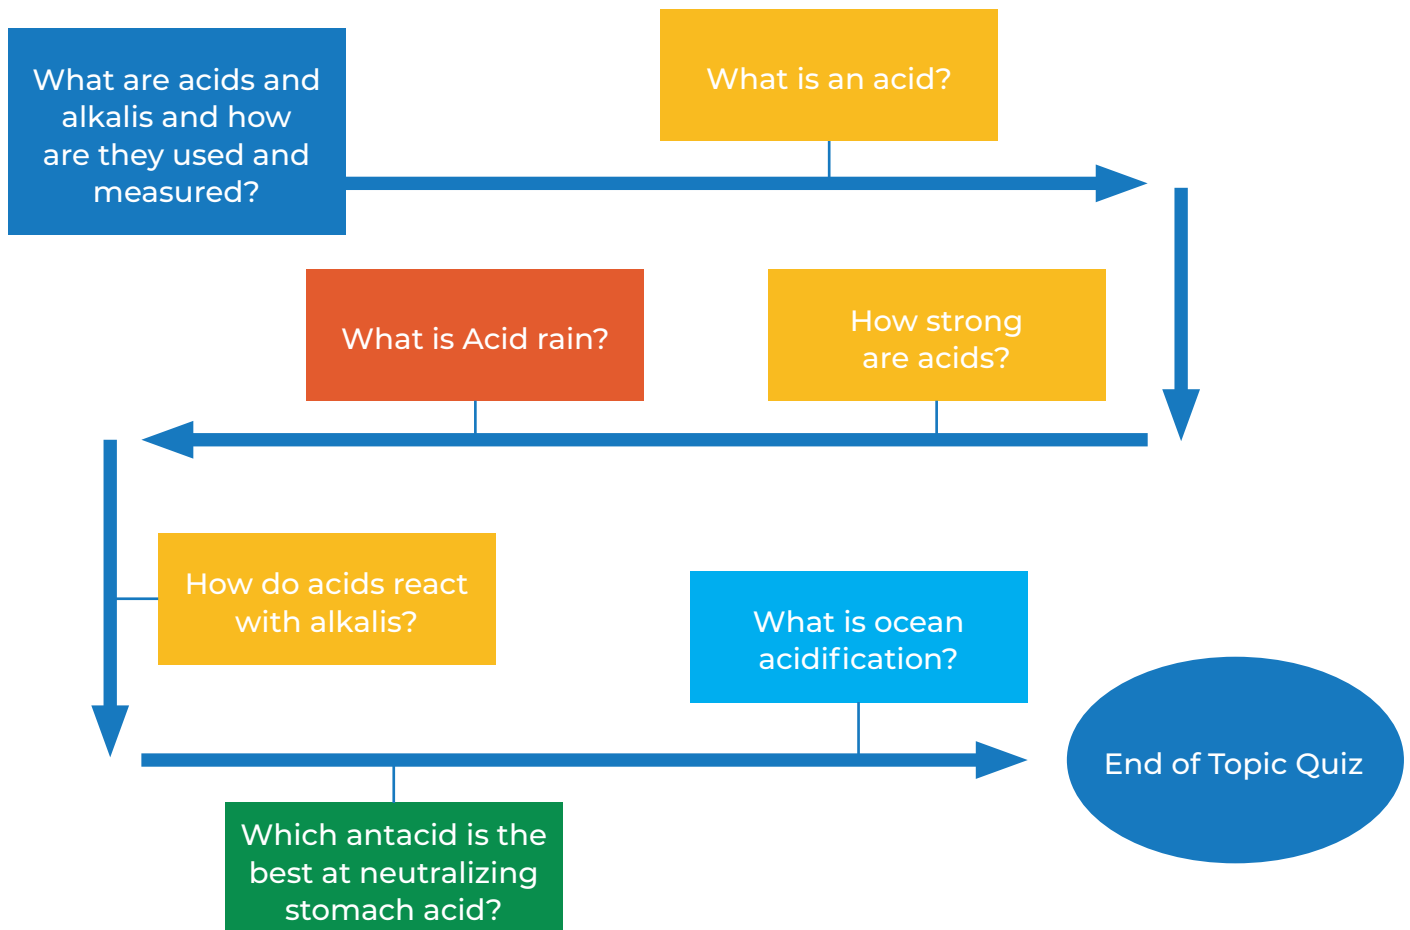 What are acids and
alkalis and how
are they used and
measured?
What is an acid?
How strong
are acids?
What is Acid rain?
How do acids react
with alkalis?
Which antacid is the
best at neutralizing
stomach acid?
What is ocean
acidification?
End of Topic Quiz